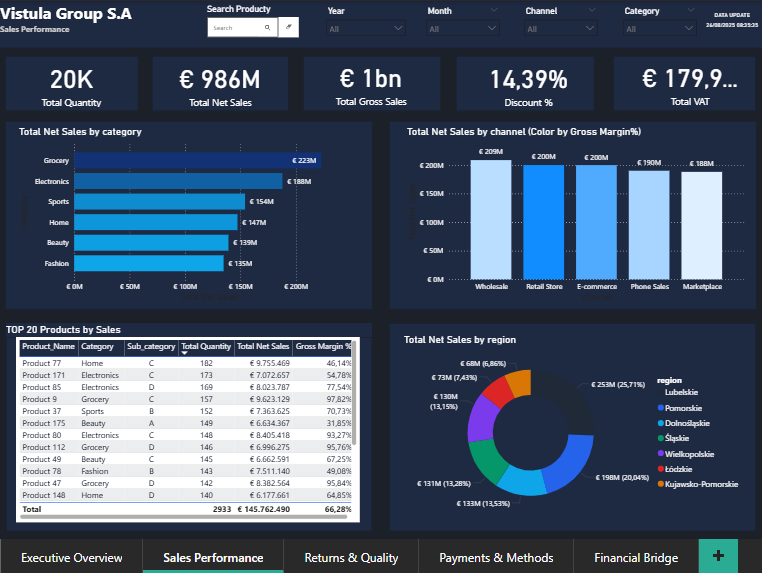 Vistula Group S.A
Sales Performance
Search Producty
Search
Year
All
Month
All
Channel
All
Category
All
DATA UPDATE
26/08/2025 08:35:35
20K
Total Quantity
€ 986M
Total Net Sales
€ 1bn
Total Gross Sales
14,39%
Discount %
€ 179,9...
Total VAT
Total Net Sales by category
Grocery € 223M
Electronics € 188M
Sports € 154M
Home € 147M
Beauty € 139M
Fashion € 135M
€ 0M € 50M € 100M € 150M € 200M
Total Net Sales by channel (Color by Gross Margin%)
€ 209M € 200M € 200M € 190M € 188M
€ 200M
€ 150M
€ 100M
€ 50M
€ 0M
Wholesale Retail Store E-commerce Phone Sales Marketplace
TOP 20 Products by Sales
Product_Name Category Sub_category Total Quantity Total Net Sales Gross Margin %
Product 77 Home C 182 € 9.755.469 46,14%
Product 171 Electronics C 173 € 7.072.657 54,78%
Product 85 Electronics D 169 € 8.023.787 77,54%
Product 9 Grocery C 157 € 9.623.129 97,82%
Product 37 Sports B 152 € 7.363.625 70,73%
Product 175 Beauty A 149 € 6.634.367 31,85%
Product 80 Electronics C 148 € 8.405.418 93,27%
Product 112 Grocery D 146 € 6.996.275 95,76%
Product 49 Beauty C 145 € 6.662.591 67,25%
Product 78 Fashion B 143 € 7.511.140 49,08%
Product 47 Grocery D 142 € 8.382.564 95,84%
Product 148 Home D 140 € 6.177.661 64,85%
Total 2933 € 145.762.490 66,28%
Total Net Sales by region
€ 68M (6,86%)
€ 73M (7,43%)
€ 130M
(13,15%)
€ 131M (13,28%)
€ 133M (13,53%)
€ 198M (20,04%)
€ 253M (25,71%)
region
Lubelskie
Pomorskie
Dolnośląskie
Śląskie
Wielkopolskie
Łódzkie
Kujawsko-Pomorskie
Executive Overview Sales Performance Returns & Quality Payments & Methods Financial Bridge +